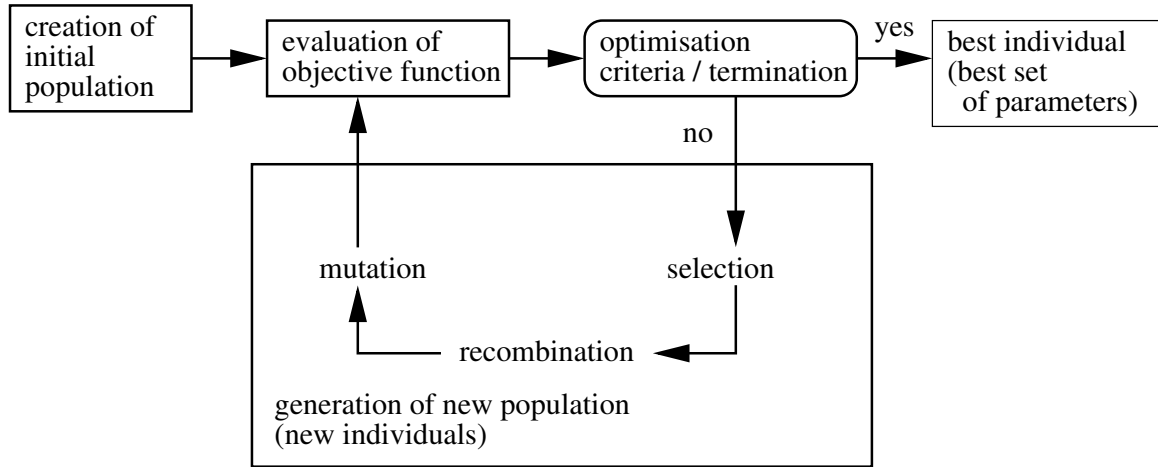 creation of
initial
population
evaluation of
objective function
optimisation
criteria / termination
yes
best individual
(best set
of parameters)
no
mutation
selection
recombination
generation of new population
(new individuals)